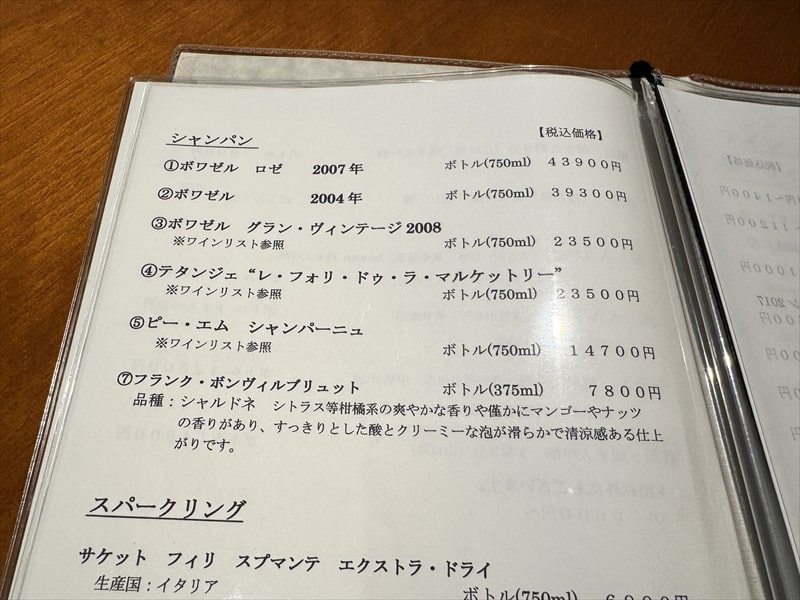 シャンパン 【税込価格】
①ボワゼル ロゼ 2007年 ボトル(750ml) 43900円
②ボワゼル 2004年 ボトル(750ml) 39300円
③ボワゼル グラン・ヴィンテージ2008
※ワインリスト参照 ボトル(750ml) 23500円
④テタンジェ“レ・フォリ・ドゥ・ラ・マルケットリー”
※ワインリスト参照 ボトル(750ml) 23500円
⑤ピー・エム シャンパーニュ
※ワインリスト参照 ボトル(750ml) 14700円
⑦フランク・ボンヴィルブリュット ボトル(375ml) 7800円
品種：シャルドネ シトラス等柑橘系の爽やかな香りや僅かにマンゴーやナッツ
の香りがあり、すっきりとした酸とクリーミーな泡が滑らかで清涼感ある仕上
がりです。
スパークリング
サケット フィリ スプマンテ エクストラ・ドライ
生産国：イタリア ボトル(750ml)